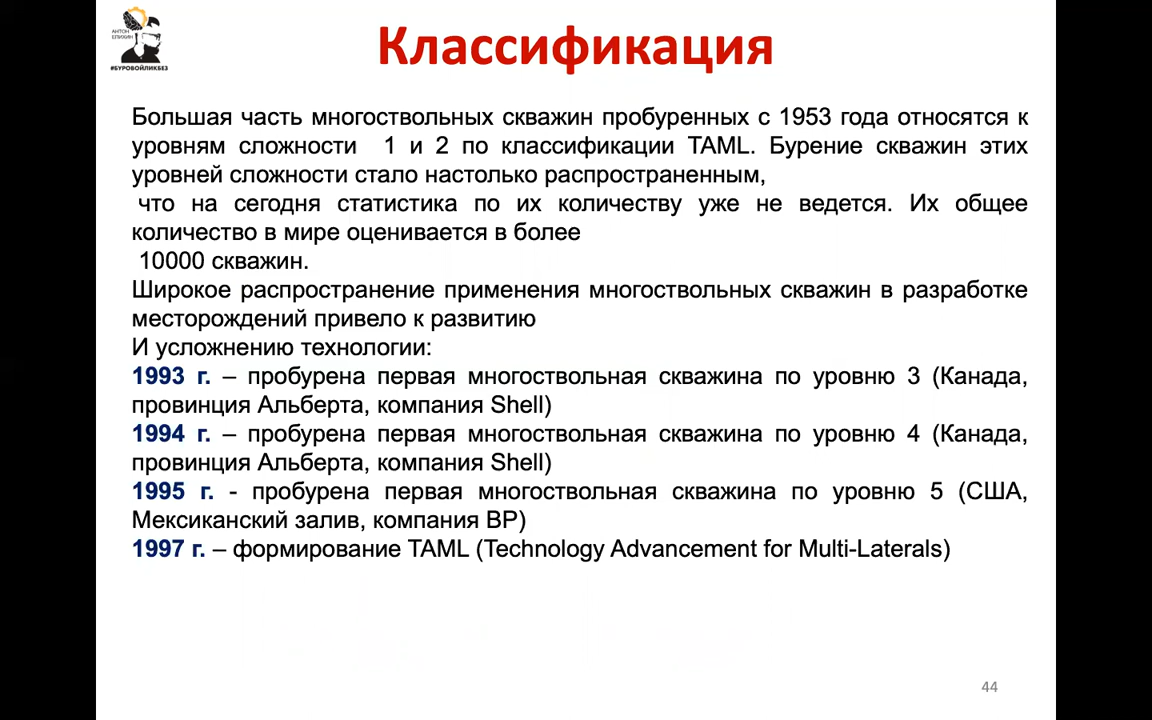 АНТОН
ЕПИХИН
#БУРОВОЙЛИКБЕЗ
Классификация
Большая часть многоствольных скважин пробуренных с 1953 года относятся к
уровням сложности 1 и 2 по классификации TAML. Бурение скважин этих
уровней сложности стало настолько распространенным,
что на сегодня статистика по их количеству уже не ведется. Их общее
количество в мире оценивается в более
10000 скважин.
Широкое распространение применения многоствольных скважин в разработке
месторождений привело к развитию
И усложнению технологии:
1993 г. – пробурена первая многоствольная скважина по уровню 3 (Канада,
провинция Альберта, компания Shell)
1994 г. – пробурена первая многоствольная скважина по уровню 4 (Канада,
провинция Альберта, компания Shell)
1995 г. - пробурена первая многоствольная скважина по уровню 5 (США,
Мексиканский залив, компания BP)
1997 г. – формирование TAML (Technology Advancement for Multi-Laterals)
44